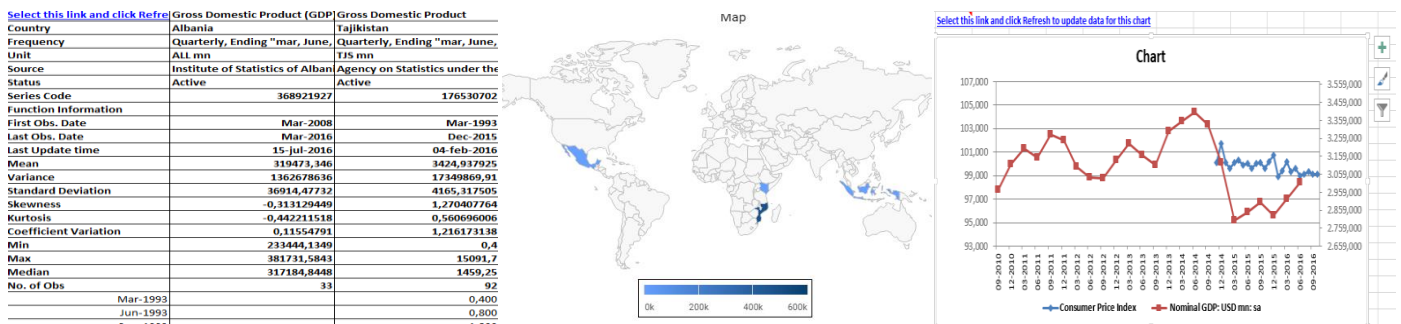 Select this link and click Refre Gross Domestic Product (GDP) Gross Domestic Product
Country Albania Tajikistan
Frequency Quarterly, Ending "mar, June, Quarterly, Ending "mar, June,
Unit ALL mn TJS mn
Source Institute of Statistics of Albani Agency on Statistics under the
Status Active Active
Series Code 368921927 176530702
Function Information
First Obs. Date Mar-2008 Mar-1993
Last Obs. Date Mar-2016 Dec-2015
Last Update time 15-jul-2016 04-feb-2016
Mean 319473,346 3424,937925
Variance 1362678636 17349869,91
Standard Deviation 36914,47732 4165,317505
Skewness -0,313129449 1,270407764
Kurtosis -0,442211518 0,560696006
Coefficient Variation 0,11554791 1,216173138
Min 233444,1349 0,4
Max 381731,5843 15091,7
Median 317184,8448 1459,25
No. of Obs 33 92
Mar-1993 0,400
Jun-1993 0,800
Map
0k 200k 400k 600k
Select this link and click Refresh to update data for this chart
Chart
107,000
105,000
103,000
101,000
99,000
97,000
95,000
93,000
3.559,000
3.459,000
3.359,000
3.259,000
3.159,000
3.059,000
2.959,000
2.859,000
2.759,000
2.659,000
09-2010 12-2010 03-2011 06-2011 09-2011 12-2011 03-2012 06-2012 09-2012 12-2012 03-2013 06-2013 09-2013 12-2013 03-2014 06-2014 09-2014 12-2014 03-2015 06-2015 09-2015 12-2015 03-2016 06-2016 09-2016
Consumer Price Index Nominal GDP: USD mn: sa